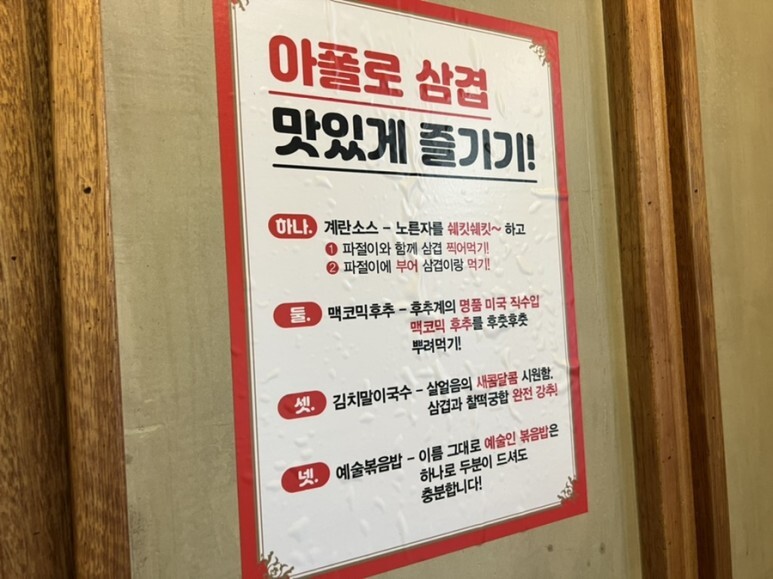 아폴로 삼겹
맛있게 즐기기!
하나. 계란소스 - 노른자를 쉐킷쉐킷~ 하고
1 파절이와 함께 삼겹 찍어먹기!
2 파절이에 부어 삼겹이랑 먹기!
둘. 맥코믹후추 - 후추계의 명품 미국 직수입
맥코믹 후추를 후춧후춧
뿌려먹기!
셋. 김치말이국수 - 살얼음의 새콤달콤 시원함.
삼겹과 찰떡궁합 완전 강추!
넷. 예술볶음밥 - 이름 그대로 예술인 볶음밥은
하나로 두분이 드셔도
충분합니다!